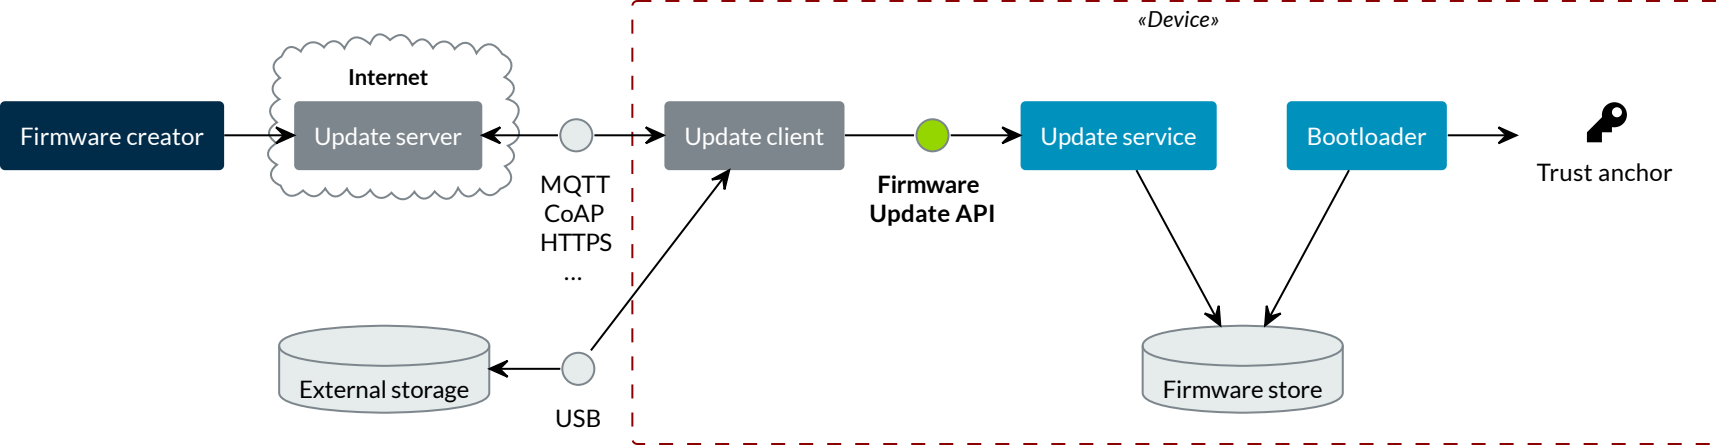 «Device»
Internet
Firmware creator
Update server
Update client
Update service
Bootloader
Trust anchor
MQTT
CoAP
HTTPS
...
Firmware
Update API
External storage
USB
Firmware store